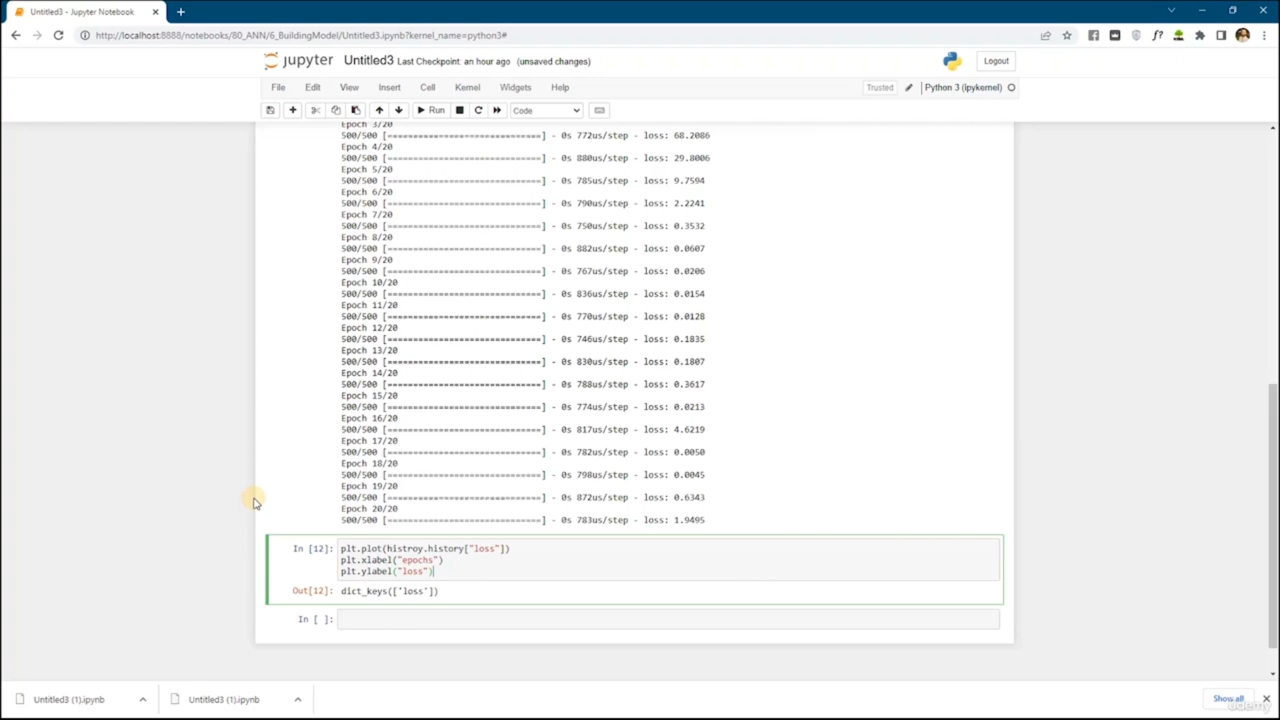 Untitled3 - Jupyter Notebook
http://localhost:8888/notebooks/80_ANN/6_BuildingModel/Untitled3.ipynb?kernel_name=python3#
jupyter Untitled3 Last Checkpoint an hour ago (unsaved changes) Logout
File Edit View Insert Cell Kernel Widgets Help Trusted Python 3 (ipykernel)
Run Code
Epoch 3/20
500/500 [==============================] - 0s 772us/step - loss: 68.2086
Epoch 4/20
500/500 [==============================] - 0s 880us/step - loss: 29.8006
Epoch 5/20
500/500 [==============================] - 0s 785us/step - loss: 9.7594
Epoch 6/20
500/500 [==============================] - 0s 790us/step - loss: 2.2241
Epoch 7/20
500/500 [==============================] - 0s 750us/step - loss: 0.3532
Epoch 8/20
500/500 [==============================] - 0s 882us/step - loss: 0.0607
Epoch 9/20
500/500 [==============================] - 0s 767us/step - loss: 0.0206
Epoch 10/20
500/500 [==============================] - 0s 836us/step - loss: 0.0154
Epoch 11/20
500/500 [==============================] - 0s 770us/step - loss: 0.0128
Epoch 12/20
500/500 [==============================] - 0s 746us/step - loss: 0.1835
Epoch 13/20
500/500 [==============================] - 0s 830us/step - loss: 0.1807
Epoch 14/20
500/500 [==============================] - 0s 788us/step - loss: 0.3617
Epoch 15/20
500/500 [==============================] - 0s 774us/step - loss: 0.0213
Epoch 16/20
500/500 [==============================] - 0s 817us/step - loss: 4.6219
Epoch 17/20
500/500 [==============================] - 0s 782us/step - loss: 0.0050
Epoch 18/20
500/500 [==============================] - 0s 798us/step - loss: 0.0045
Epoch 19/20
500/500 [==============================] - 0s 872us/step - loss: 0.6343
Epoch 20/20
500/500 [==============================] - 0s 783us/step - loss: 1.9495
In [12]: plt.plot(histroy.history["loss"])
plt.xlabel("epochs")
plt.ylabel("loss")
Out[12]: dict_keys(['loss'])
In [ ]:
Untitled3 (1).ipynb Untitled3 (1).ipynb Show all
udemy